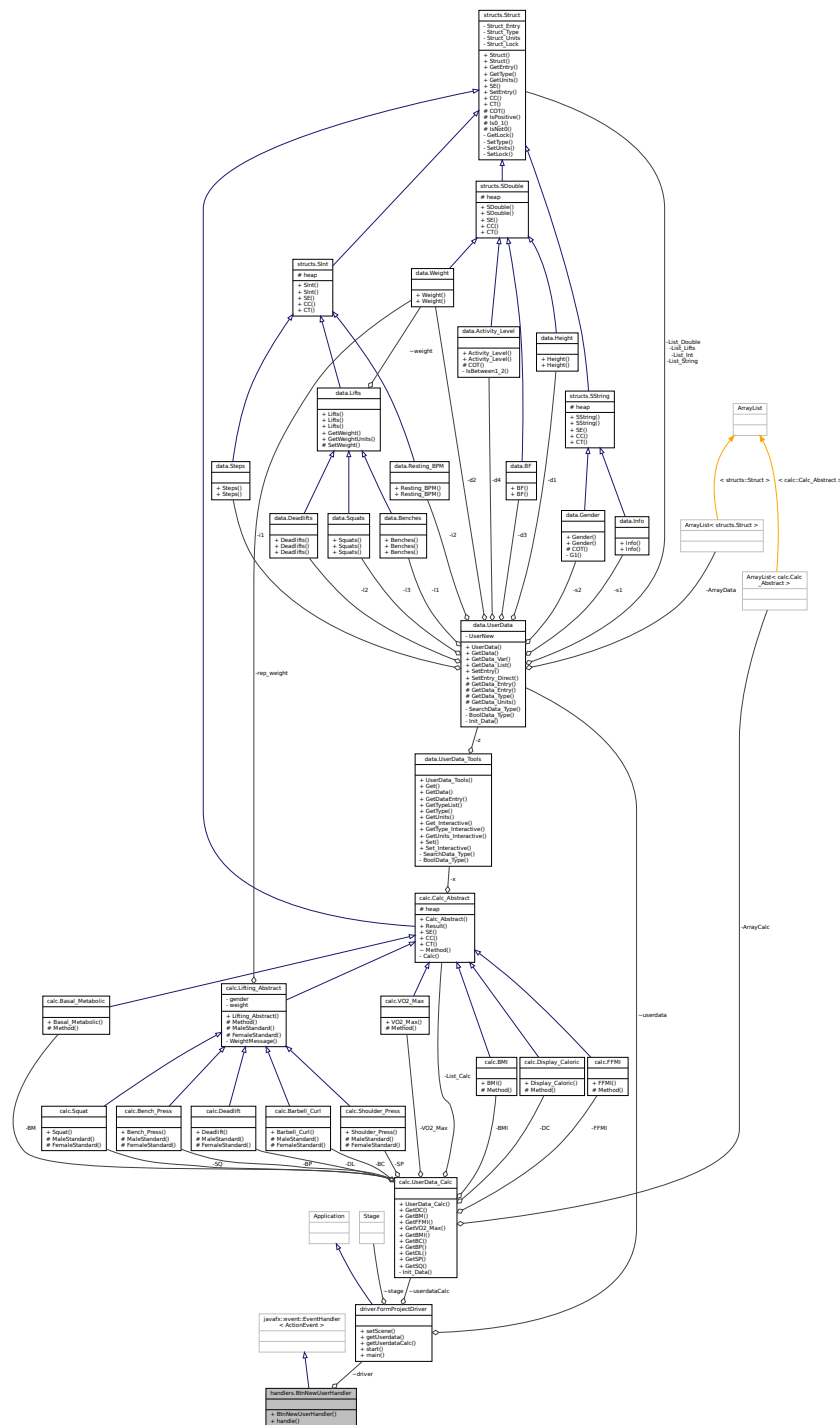 structs.Struct
- Struct_Entry
- Struct_Type
- Struct_Units
- Struct_Lock
+ Struct()
+ Struct()
+ GetEntry()
+ GetType()
+ GetUnits()
+ SE()
+ SetEntry()
+ CC()
+ CT()
# COT()
# IsPositive()
# Is0_1()
# IsNot0()
- GetLock()
- SetType()
- SetUnits()
- SetLock()
structs.SDouble
# heap
+ SDouble()
+ SDouble()
+ SE()
+ CC()
+ CT()
structs.SInt
# heap
+ SInt()
+ SInt()
+ SE()
+ CC()
+ CT()
data.Weight
+ Weight()
+ Weight()
data.Activity_Level
+ Activity_Level()
+ Activity_Level()
# COT()
- IsBetween1_2()
data.Height
+ Height()
+ Height()
-List_Double
-List_Lifts
-List_Int
-List_String
~weight
data.Lifts
+ Lifts()
+ Lifts()
+ Lifts()
+ GetWeight()
+ GetWeightUnits()
# SetWeight()
structs.SString
# heap
+ SString()
+ SString()
+ SE()
+ CC()
+ CT()
ArrayList
data.Steps
+ Steps()
+ Steps()
data.Resting_BPM
+ Resting_BPM()
+ Resting_BPM()
-d2
-d4
data.BF
+ BF()
+ BF()
-d1
< structs::Struct >
< calc::Calc_Abstract >
data.Deadlifts
+ Deadlifts()
+ Deadlifts()
+ Deadlifts()
data.Squats
+ Squats()
+ Squats()
+ Squats()
data.Benches
+ Benches()
+ Benches()
+ Benches()
-i1
-i2
-d3
data.Gender
+ Gender()
+ Gender()
# COT()
- G1()
data.Info
+ Info()
+ Info()
ArrayList< structs.Struct >
ArrayList< calc.Calc
_Abstract >
-l2
-l3
-l1
-s2
-s1
-ArrayData
data.UserData
- UserNew
+ UserData()
+ GetData()
+ GetData_Var()
+ GetData_List()
+ SetEntry()
+ SetEntry_Direct()
# GetData_Entry()
# GetData_Entry()
# GetData_Type()
# GetData_Units()
- SearchData_Type()
- BoolData_Type()
- Init_Data()
-rep_weight
-z
data.UserData_Tools
+ UserData_Tools()
+ Get()
+ GetData()
+ GetDataEntry()
+ GetTypeList()
+ GetType()
+ GetUnits()
+ Get_Interactive()
+ GetType_Interactive()
+ GetUnits_Interactive()
+ Set()
+ Set_Interactive()
- SearchData_Type()
- BoolData_Type()
-x
calc.Calc_Abstract
# heap
+ Calc_Abstract()
+ Result()
+ SE()
+ CC()
+ CT()
~ Method()
- Calc()
-ArrayCalc
calc.Basal_Metabolic
+ Basal_Metabolic()
# Method()
calc.Lifting_Abstract
- gender
- weight
+ Lifting_Abstract()
# Method()
# MaleStandard()
# FemaleStandard()
- WeightMessage()
calc.VO2_Max
+ VO2_Max()
# Method()
~userdata
-List_Calc
calc.BMI
+ BMI()
# Method()
calc.Display_Caloric
+ Display_Caloric()
# Method()
calc.FFMI
+ FFMI()
# Method()
calc.Squat
+ Squat()
# MaleStandard()
# FemaleStandard()
calc.Bench_Press
+ Bench_Press()
# MaleStandard()
# FemaleStandard()
calc.Deadlift
+ Deadlift()
# MaleStandard()
# FemaleStandard()
calc.Barbell_Curl
+ Barbell_Curl()
# MaleStandard()
# FemaleStandard()
calc.Shoulder_Press
+ Shoulder_Press()
# MaleStandard()
# FemaleStandard()
-BM
-VO2_Max
-BMI
-DC
-FFMI
-SQ
-BP
-DL
-BC
-SP
calc.UserData_Calc
+ UserData_Calc()
+ GetDC()
+ GetBM()
+ GetFFMI()
+ GetVO2_Max()
+ GetBMI()
+ GetBC()
+ GetBP()
+ GetDL()
+ GetSP()
+ GetSQ()
- Init_Data()
Application
Stage
~stage
~userdataCalc
driver.FormProjectDriver
+ setScene()
+ getUserdata()
+ getUserdataCalc()
+ start()
+ main()
javafx::event::EventHandler
< ActionEvent >
~driver
handlers.BtnNewUserHandler
+ BtnNewUserHandler()
+ handle()